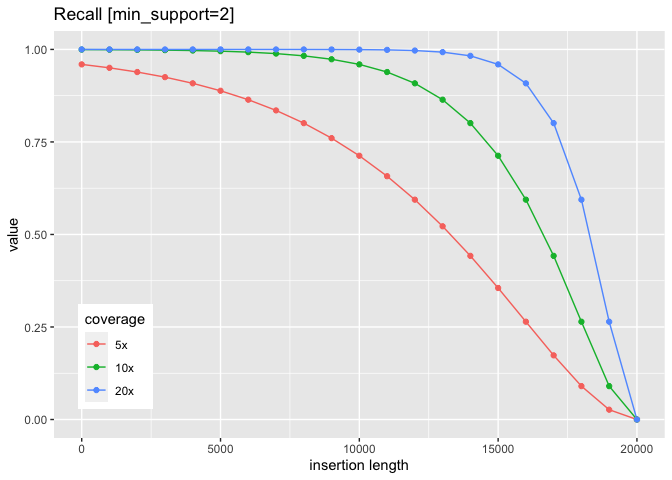 Recall [min_support=2]
1.00
0.75
0.50
0.25
0.00
value
coverage
5x
10x
20x
0
5000
10000
15000
20000
insertion length